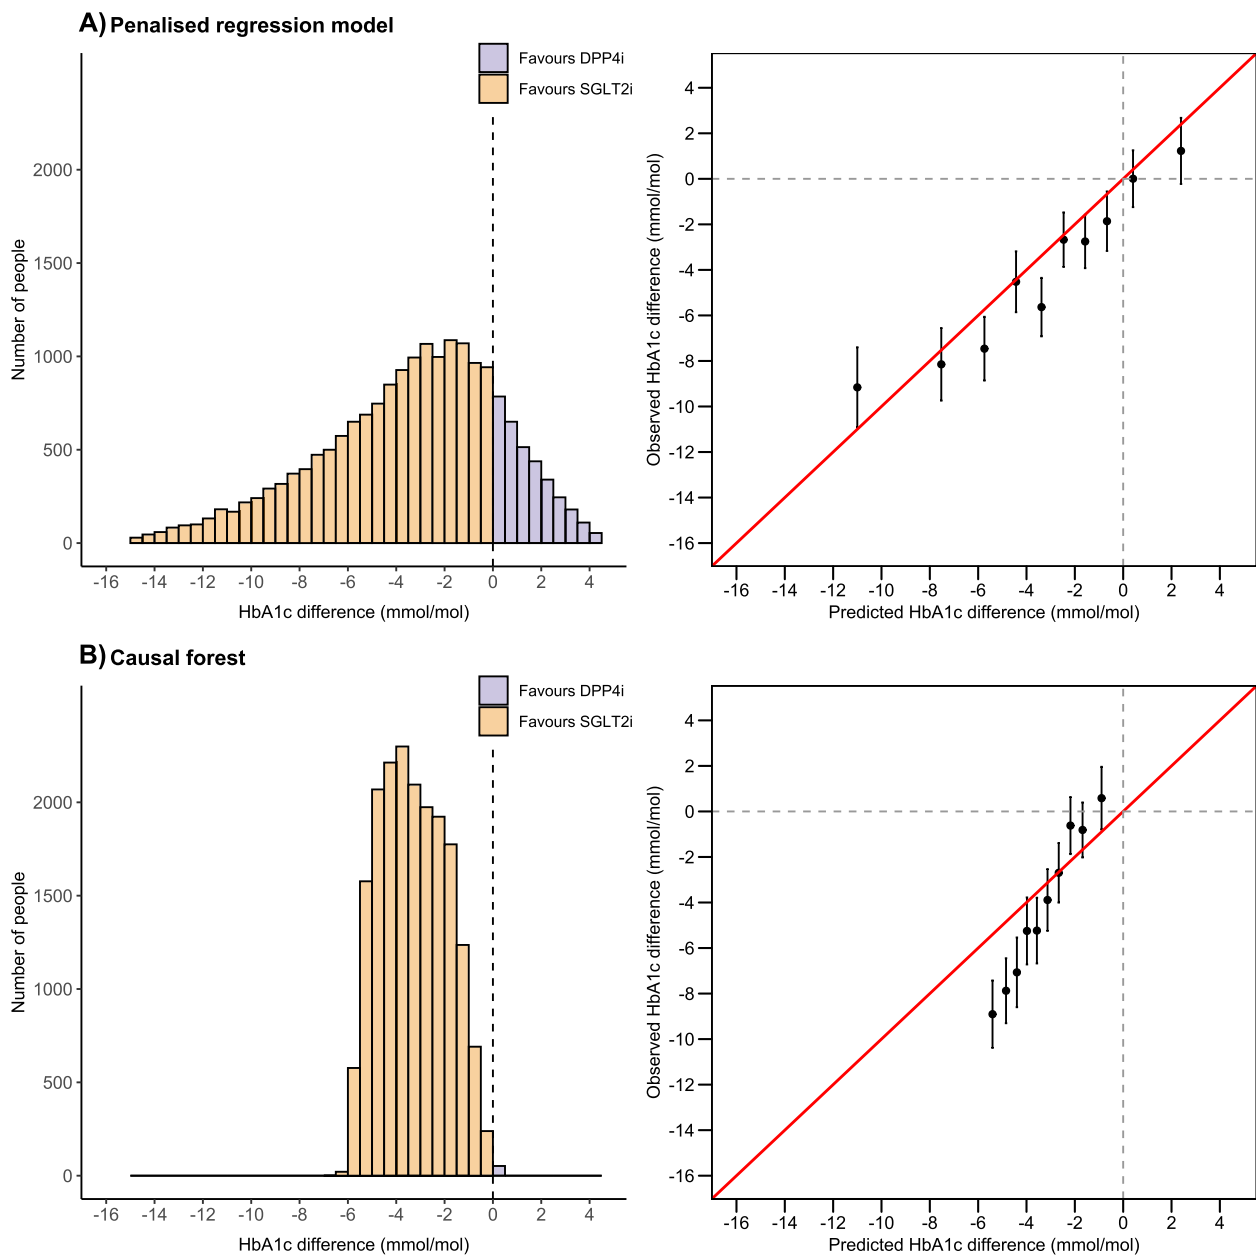 A) Penalised regression model
Favours DPP4i
Favours SGLT2i
Number of people
2000
1500
1000
500
0
-16 -14 -12 -10 -8 -6 -4 -2 0 2 4
HbA1c difference (mmol/mol)
Observed HbA1c difference (mmol/mol)
4
2
0
-2
-4
-6
-8
-10
-12
-14
-16
-16 -14 -12 -10 -8 -6 -4 -2 0 2 4
Predicted HbA1c difference (mmol/mol)
B) Causal forest
Favours DPP4i
Favours SGLT2i
Number of people
2000
1500
1000
500
0
-16 -14 -12 -10 -8 -6 -4 -2 0 2 4
HbA1c difference (mmol/mol)
Observed HbA1c difference (mmol/mol)
4
2
0
-2
-4
-6
-8
-10
-12
-14
-16
-16 -14 -12 -10 -8 -6 -4 -2 0 2 4
Predicted HbA1c difference (mmol/mol)